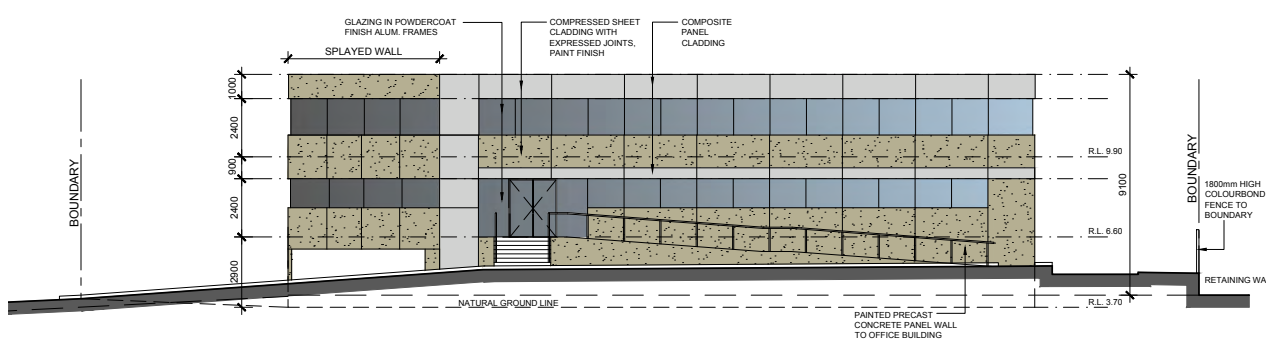 GLAZING IN POWDERCOAT
FINISH ALUM. FRAMES
COMPRESSED SHEET
CLADDING WITH
EXPRESSED JOINTS,
PAINT FINISH
COMPOSITE
PANEL
CLADDING
SPLAYED WALL
1000
2400
900
2400
2900
BOUNDARY
R.L. 9.90
R.L. 6.60
R.L. 3.70
9100
BOUNDARY
1800mm HIGH
COLOURBOND
FENCE TO
BOUNDARY
RETAINING WA
NATURAL GROUND LINE
PAINTED PRECAST
CONCRETE PANEL WALL
TO OFFICE BUILDING